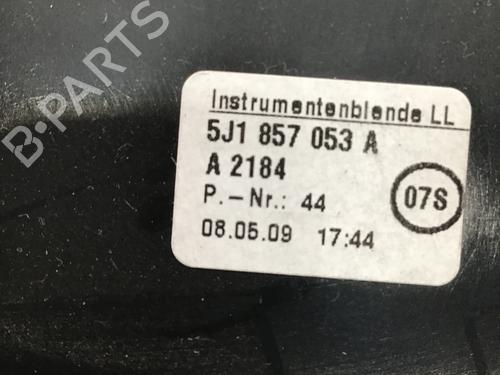 B-PARTS
Instrumentenblende LL
5J1 857 053 A
A 2184
P.-Nr.: 44
07S
08.05.09 17:44